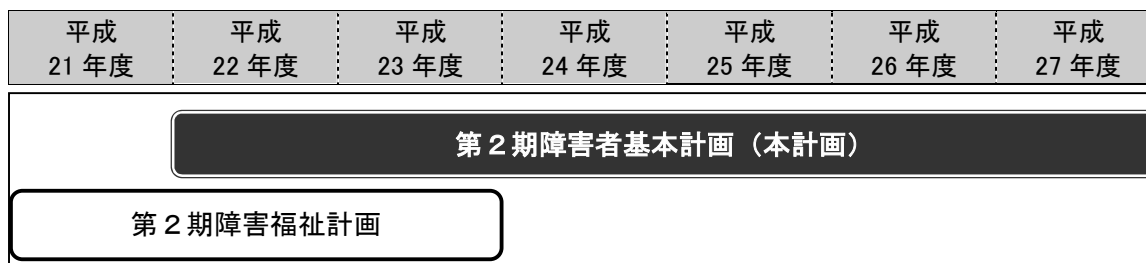 平成 平成 平成 平成 平成 平成 平成
21 年度 22 年度 23 年度 24 年度 25 年度 26 年度 27 年度
第２期障害者基本計画（本計画）
第２期障害福祉計画